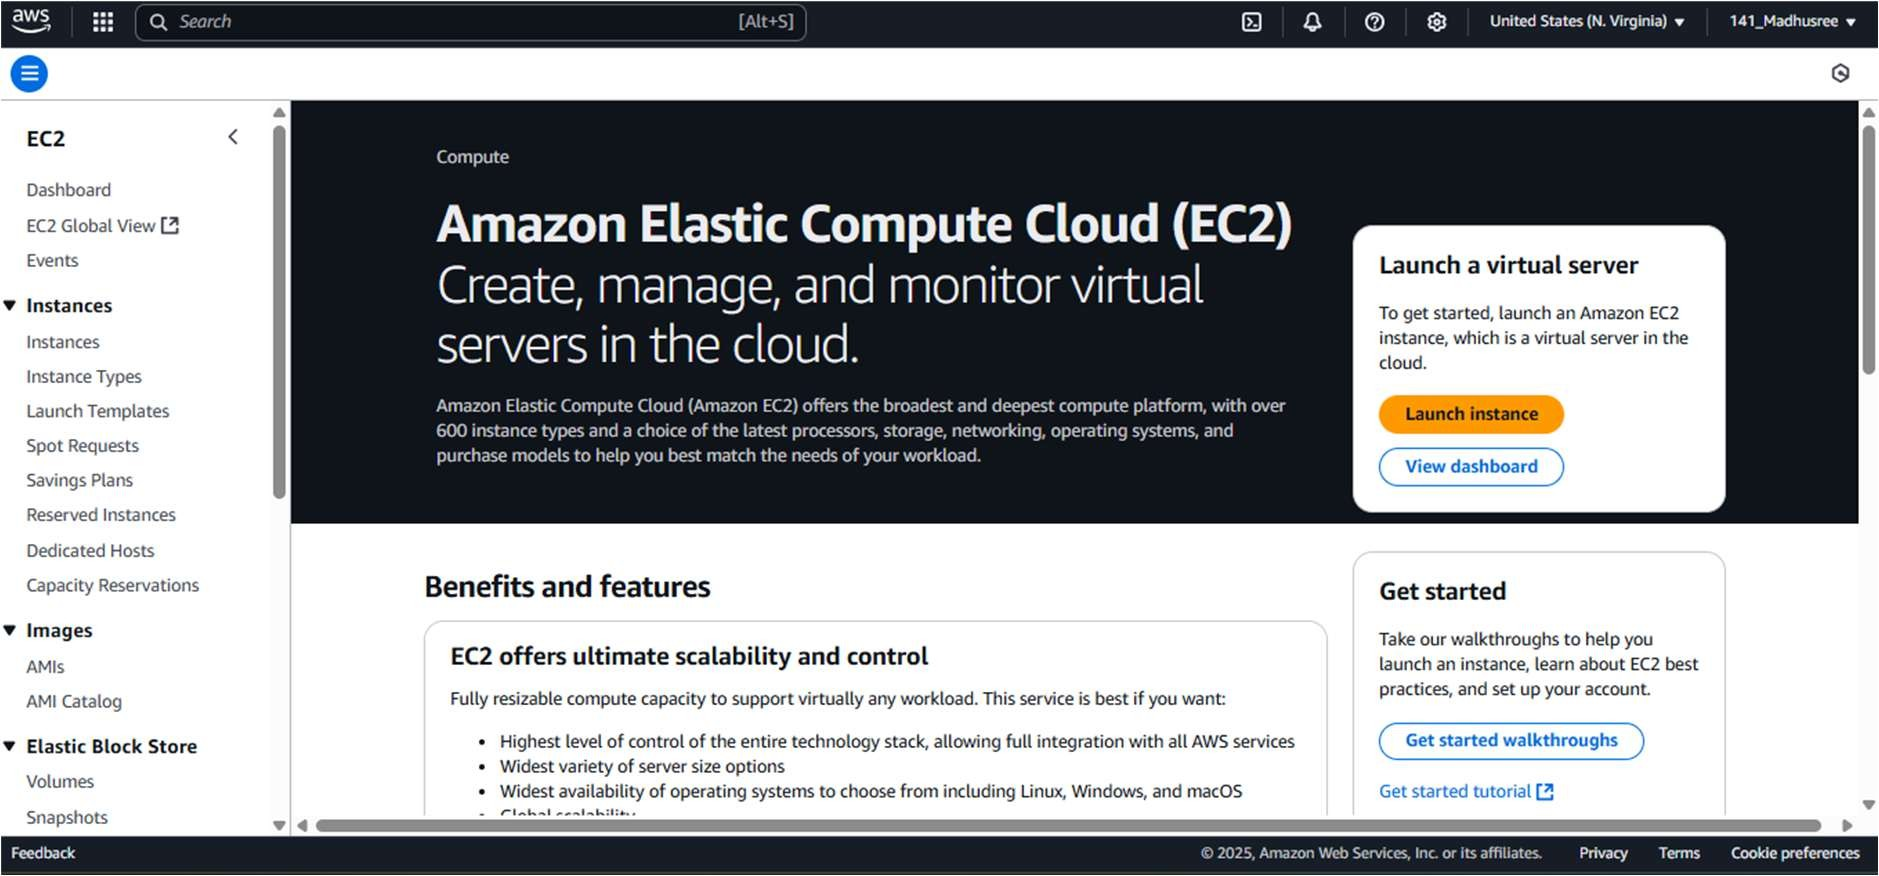 aws
Search [Alt+S]
United States (N. Virginia)
141_Madhusree
EC2
Dashboard
EC2 Global View
Events
Instances
Instances
Instance Types
Launch Templates
Spot Requests
Savings Plans
Reserved Instances
Dedicated Hosts
Capacity Reservations
Images
AMIs
AMI Catalog
Elastic Block Store
Volumes
Snapshots
Compute
Amazon Elastic Compute Cloud (EC2)
Create, manage, and monitor virtual
servers in the cloud.
Amazon Elastic Compute Cloud (Amazon EC2) offers the broadest and deepest compute platform, with over
600 instance types and a choice of the latest processors, storage, networking, operating systems, and
purchase models to help you best match the needs of your workload.
Launch a virtual server
To get started, launch an Amazon EC2
instance, which is a virtual server in the
cloud.
Launch instance
View dashboard
Benefits and features
EC2 offers ultimate scalability and control
Fully resizable compute capacity to support virtually any workload. This service is best if you want:
• Highest level of control of the entire technology stack, allowing full integration with all AWS services
• Widest variety of server size options
• Widest availability of operating systems to choose from including Linux, Windows, and macOS
• Global scalability
Get started
Take our walkthroughs to help you
launch an instance, learn about EC2 best
practices, and set up your account.
Get started walkthroughs
Get started tutorial
Feedback
© 2025, Amazon Web Services, Inc. or its affiliates.
Privacy
Terms
Cookie preferences